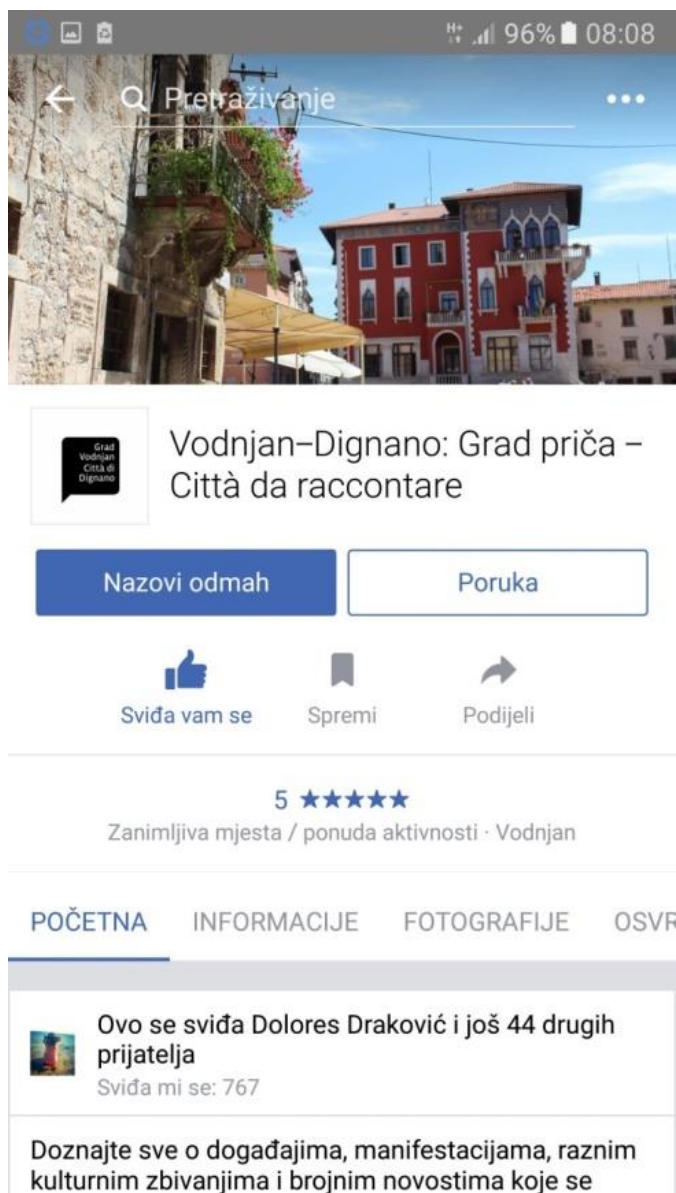 H+ 96% 08:08
Pretraživanje
Grad
Vodnjan
Città di
Dignano
Vodnjan–Dignano: Grad priča –
Città da raccontare
Nazovi odmah
Poruka
Sviđa vam se
Spremi
Podijeli
5 ★★★★★
Zanimljiva mjesta / ponuda aktivnosti · Vodnjan
POČETNA INFORMACIJE FOTOGRAFIJE OSVR
Ovo se sviđa Dolores Draković i još 44 drugih
prijatelja
Sviđa mi se: 767
Doznajte sve o događajima, manifestacijama, raznim
kulturnim zbivanjima i brojnim novostima koje se